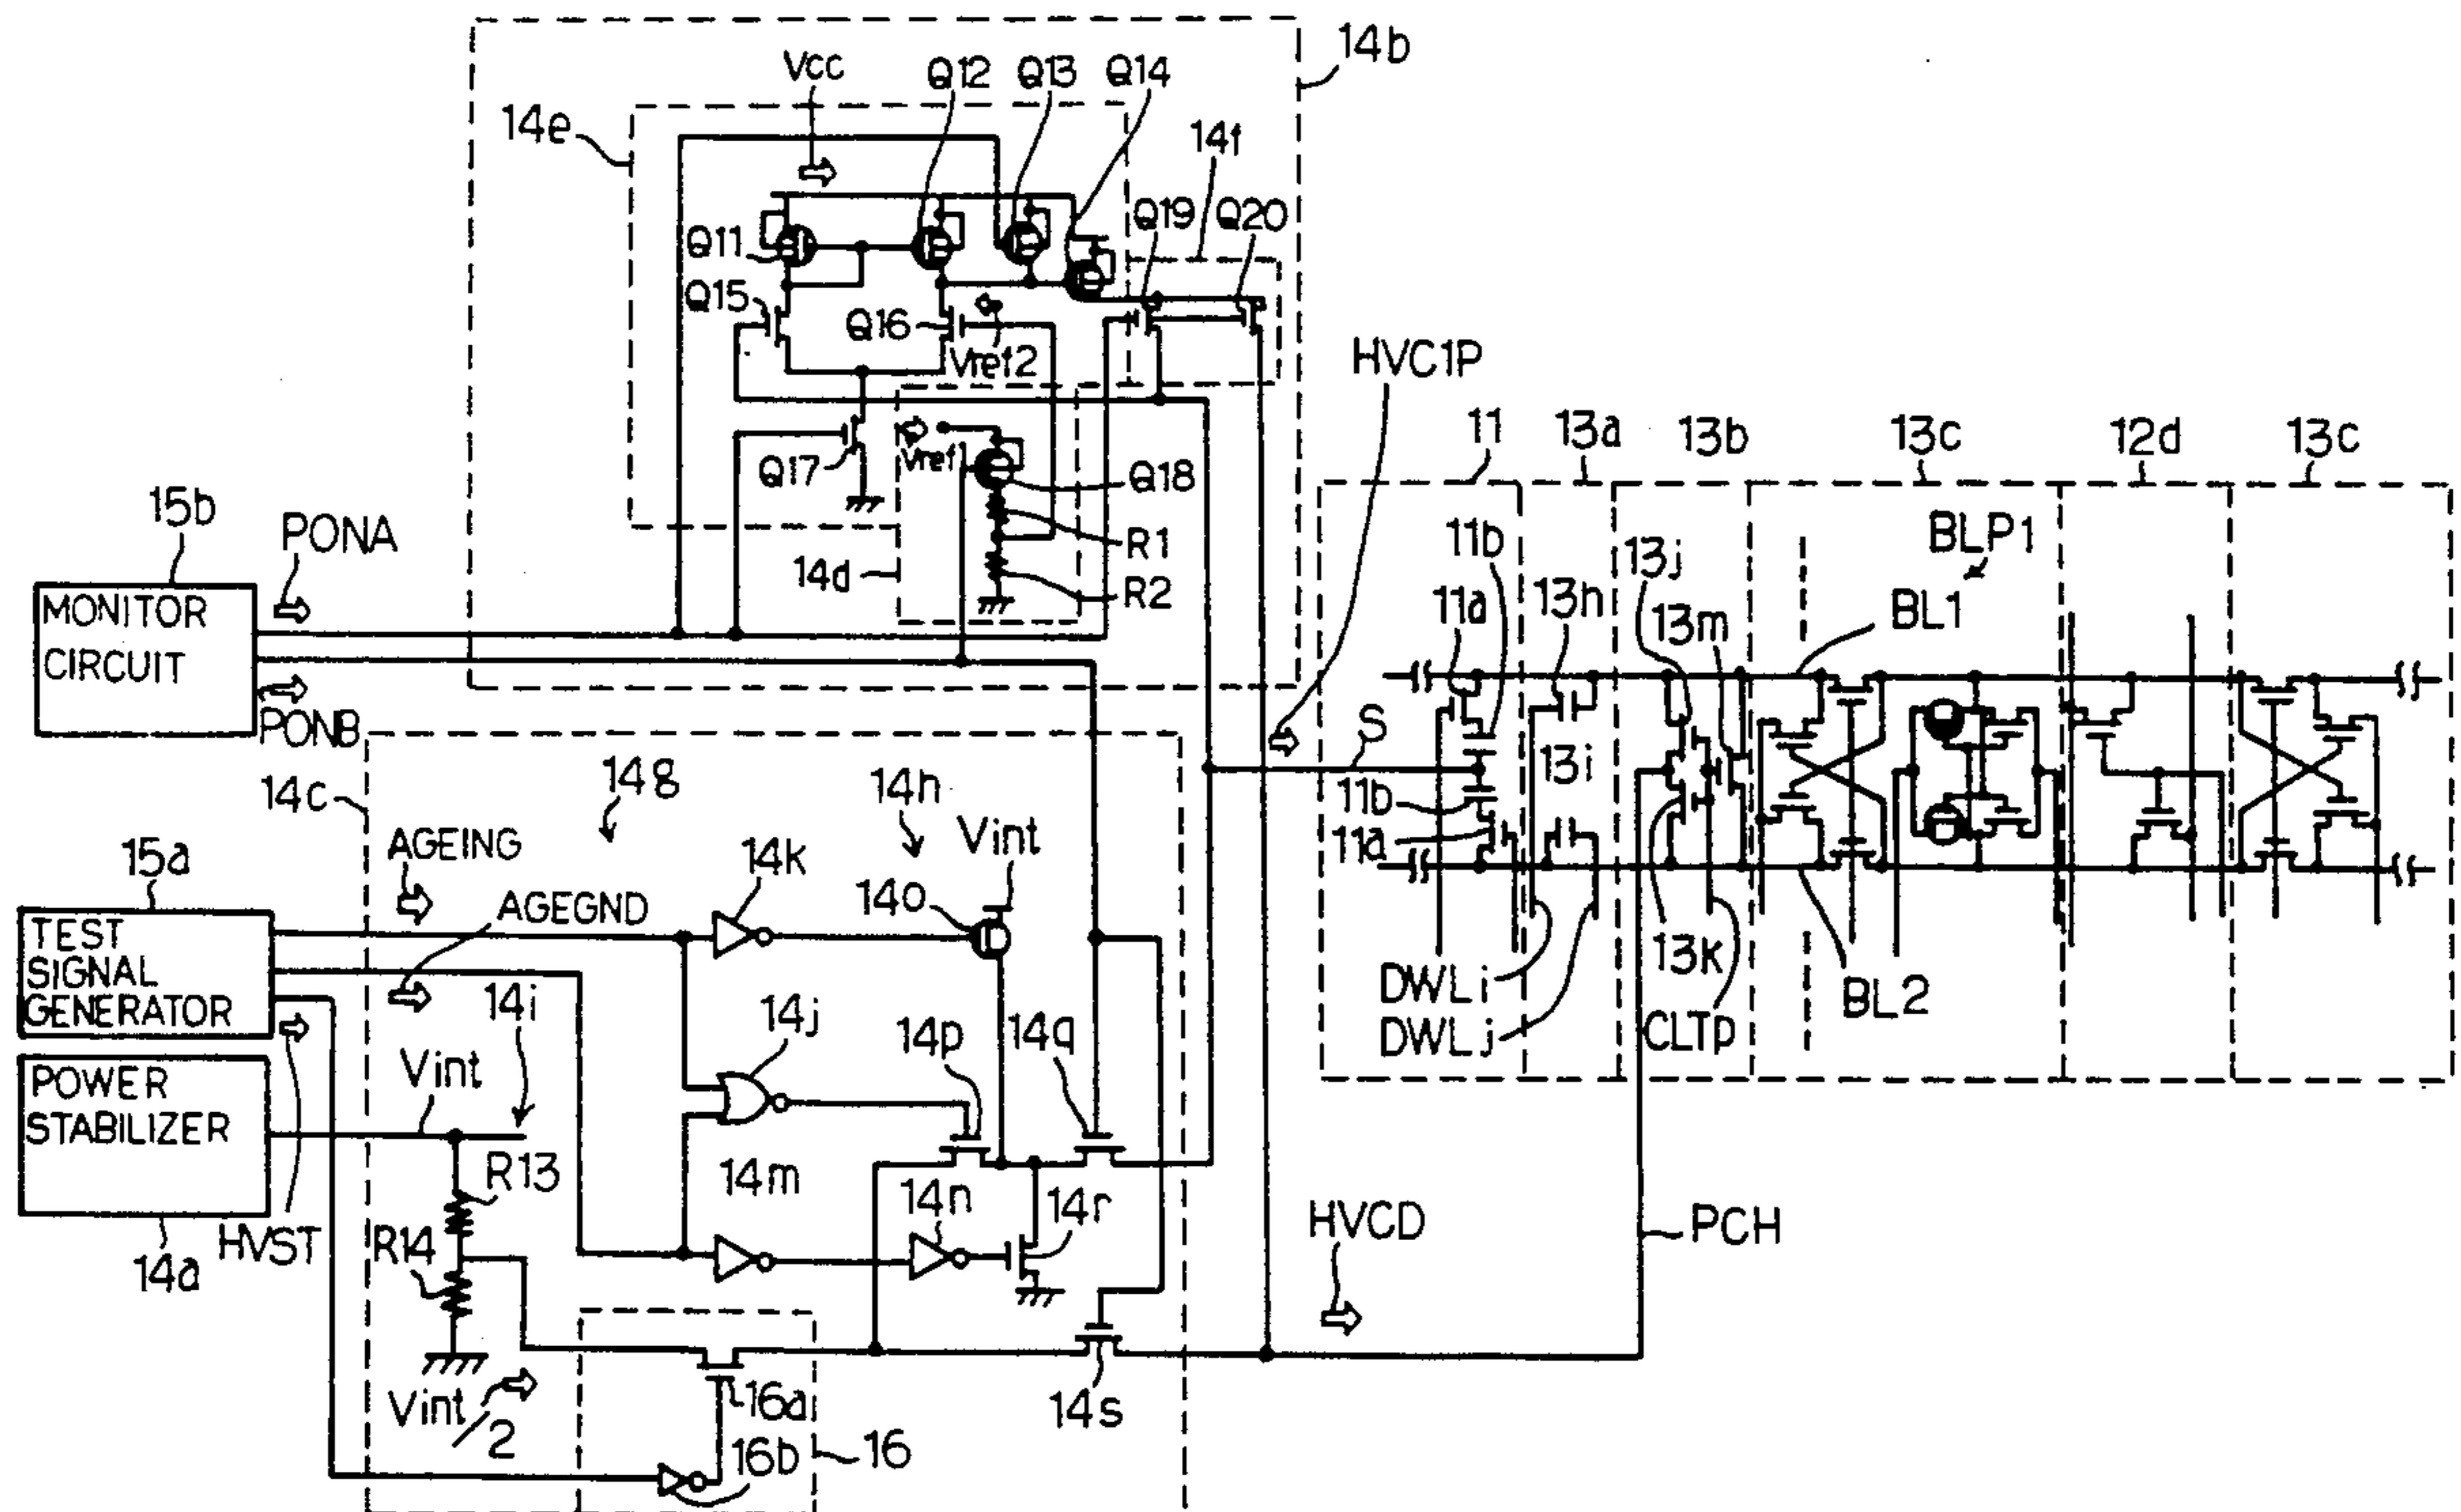 14b
Vcc
Q12
Q13
Q14
14e
14f
Q11
Q19
Q20
Q15
Q16
Vref2
HVC1P
Vref1
Q17
Q18
R1
R2
14d
11
13a
13b
13c
12d
13c
15b
PONA
MONITOR
CIRCUIT
PONB
11b
11a
13h
13j
13m
BLP1
BL1
S
13i
11b
11a
13k
DWLi
DWLj
CLTp
BL2
14c
14g
14h
Vint
15a
AGEING
14k
14o
AGEGND
TEST
SIGNAL
GENERATOR
14i
14j
14p
14q
Vint
POWER
STABILIZER
R13
14m
14n
14r
HVCD
PCH
HVST
R14
14a
Vint/2
16a
14s
16b
16